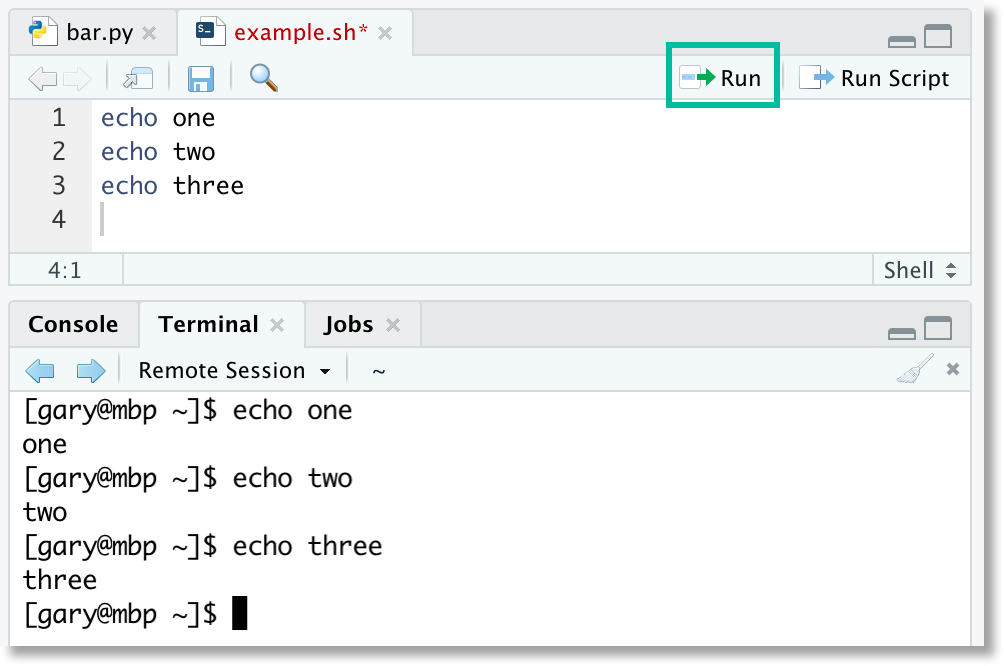 bar.py example.sh*
Run Run Script
1 echo one
2 echo two
3 echo three
4
4:1 Shell
Console Terminal Jobs
Remote Session ~
[gary@mbp ~]$ echo one
one
[gary@mbp ~]$ echo two
two
[gary@mbp ~]$ echo three
three
[gary@mbp ~]$